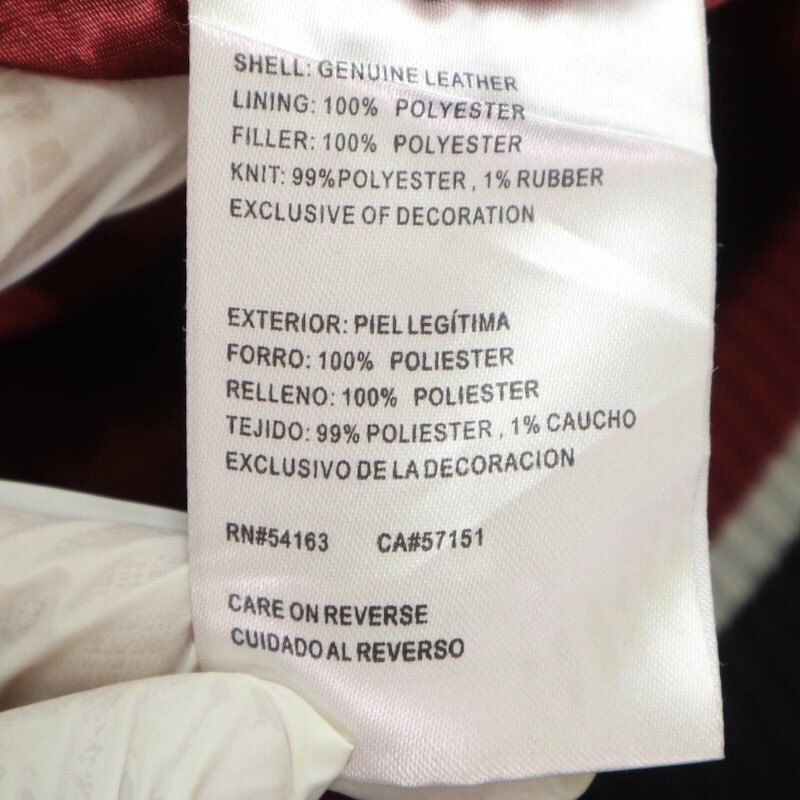 SHELL: GENUINE LEATHER
LINING: 100% POLYESTER
FILLER: 100% POLYESTER
KNIT: 99%POLYESTER , 1% RUBBER
EXCLUSIVE OF DECORATION
EXTERIOR: PIEL LEGÍTIMA
FORRO: 100% POLIESTER
RELLENO: 100% POLIESTER
TEJIDO: 99% POLIESTER , 1% CAUCHO
EXCLUSIVO DE LA DECORACION
RN#54163 CA#57151
CARE ON REVERSE
CUIDADO AL REVERSO